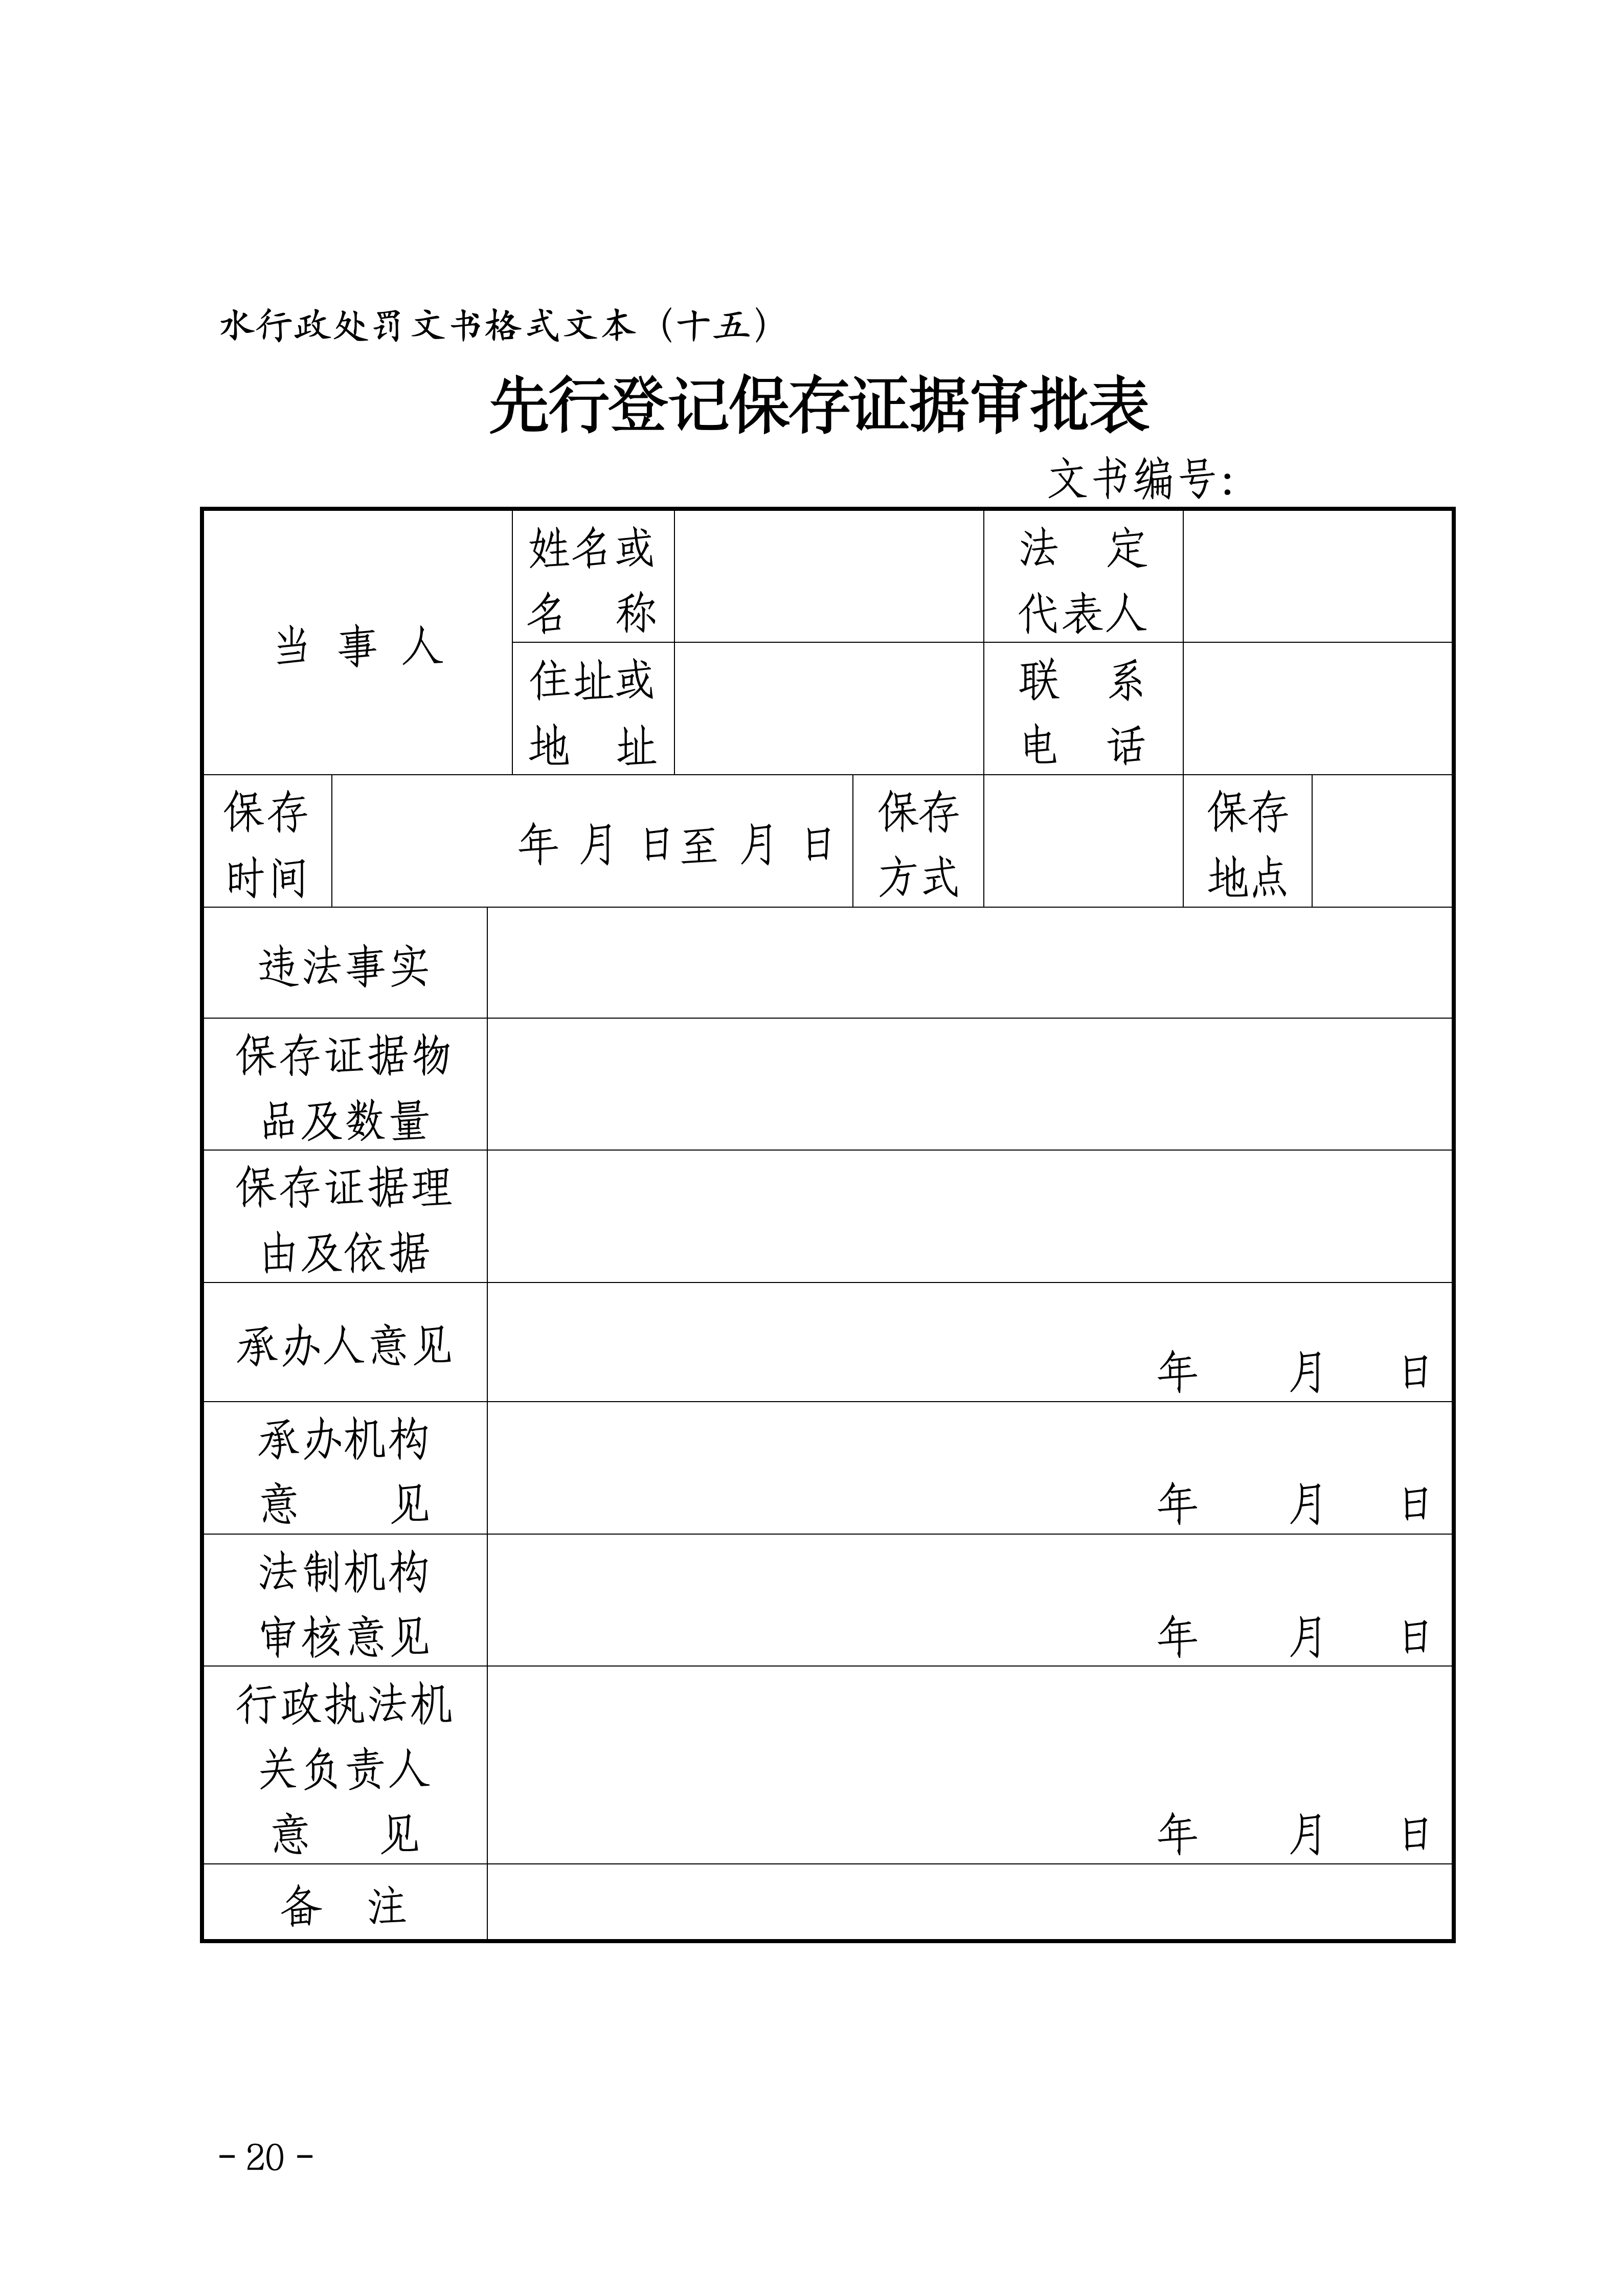 水行政处罚文书格式文本（十五）
先行登记保存证据审批表
文书编号：
当 事 人
姓名或
名 称
法 定
代表人
住址或
地 址
联 系
电 话
保存
时间
年 月 日至 月 日
保存
方式
保存
地点
违法事实
保存证据物
品及数量
保存证据理
由及依据
承办人意见
年 月 日
承办机构
意 见
年 月 日
法制机构
审核意见
年 月 日
行政执法机
关负责人
意 见
年 月 日
备 注
- 20 -